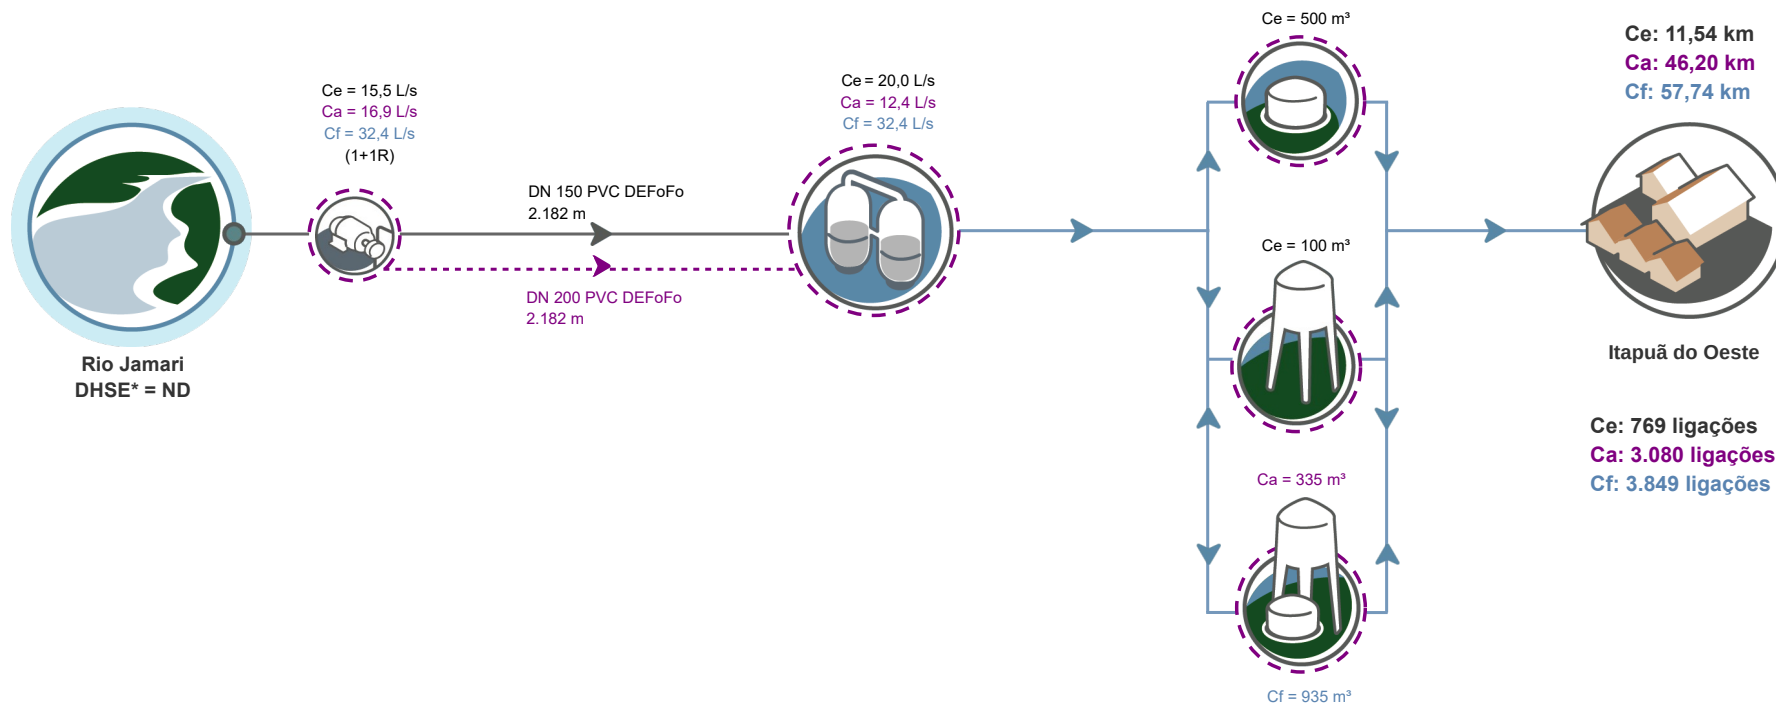 Ce = 500 m³
Ce: 11,54 km
Ca: 46,20 km
Cf: 57,74 km
Ce = 15,5 L/s
Ca = 16,9 L/s
Cf = 32,4 L/s
(1+1R)
Ce = 20,0 L/s
Ca = 12,4 L/s
Cf = 32,4 L/s
DN 150 PVC DEFoFo
2.182 m
DN 200 PVC DEFoFo
2.182 m
Ce = 100 m³
Rio Jamari
DHSE* = ND
Itapuã do Oeste
Ce: 769 ligações
Ca: 3.080 ligações
Cf: 3.849 ligações
Ca = 335 m³
Cf = 935 m³